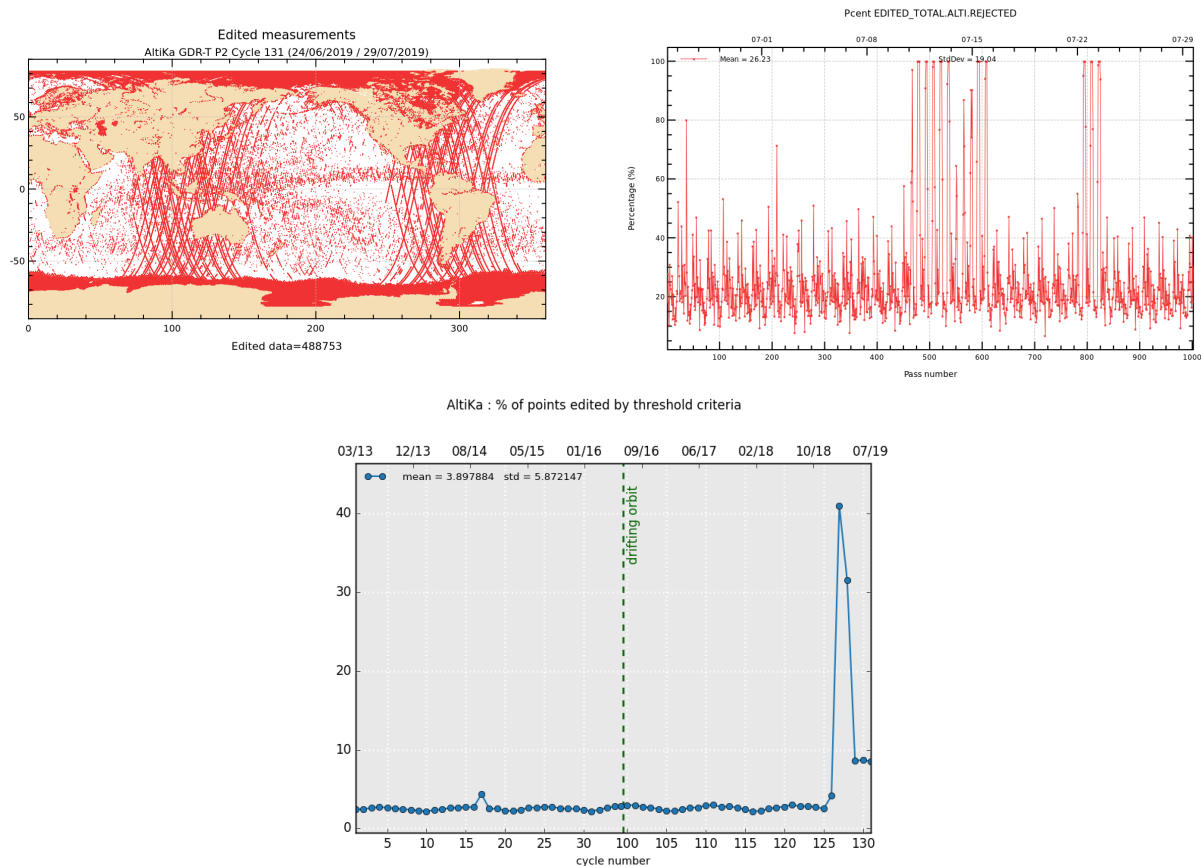 Edited measurements
AltiKa GDR-T P2 Cycle 131 (24/06/2019 / 29/07/2019)
50
0
-50
0 100 200 300
Edited data=488753
Pcent EDITED_TOTAL.ALTI.REJECTED
07-01 07-08 07-15 07-22 07-29
Mean = 26.23 StdDev = 19.04
100
80
60
40
20
Percentage (%)
100 200 300 400 500 600 700 800 900 1000
Pass number
AltiKa : % of points edited by threshold criteria
03/13 12/13 08/14 05/15 01/16 09/16 06/17 02/18 10/18 07/19
mean = 3.897884 std = 5.872147
drifting orbit
40
30
20
10
0
5 10 15 20 25 30 100 105 110 115 120 125 130
cycle number